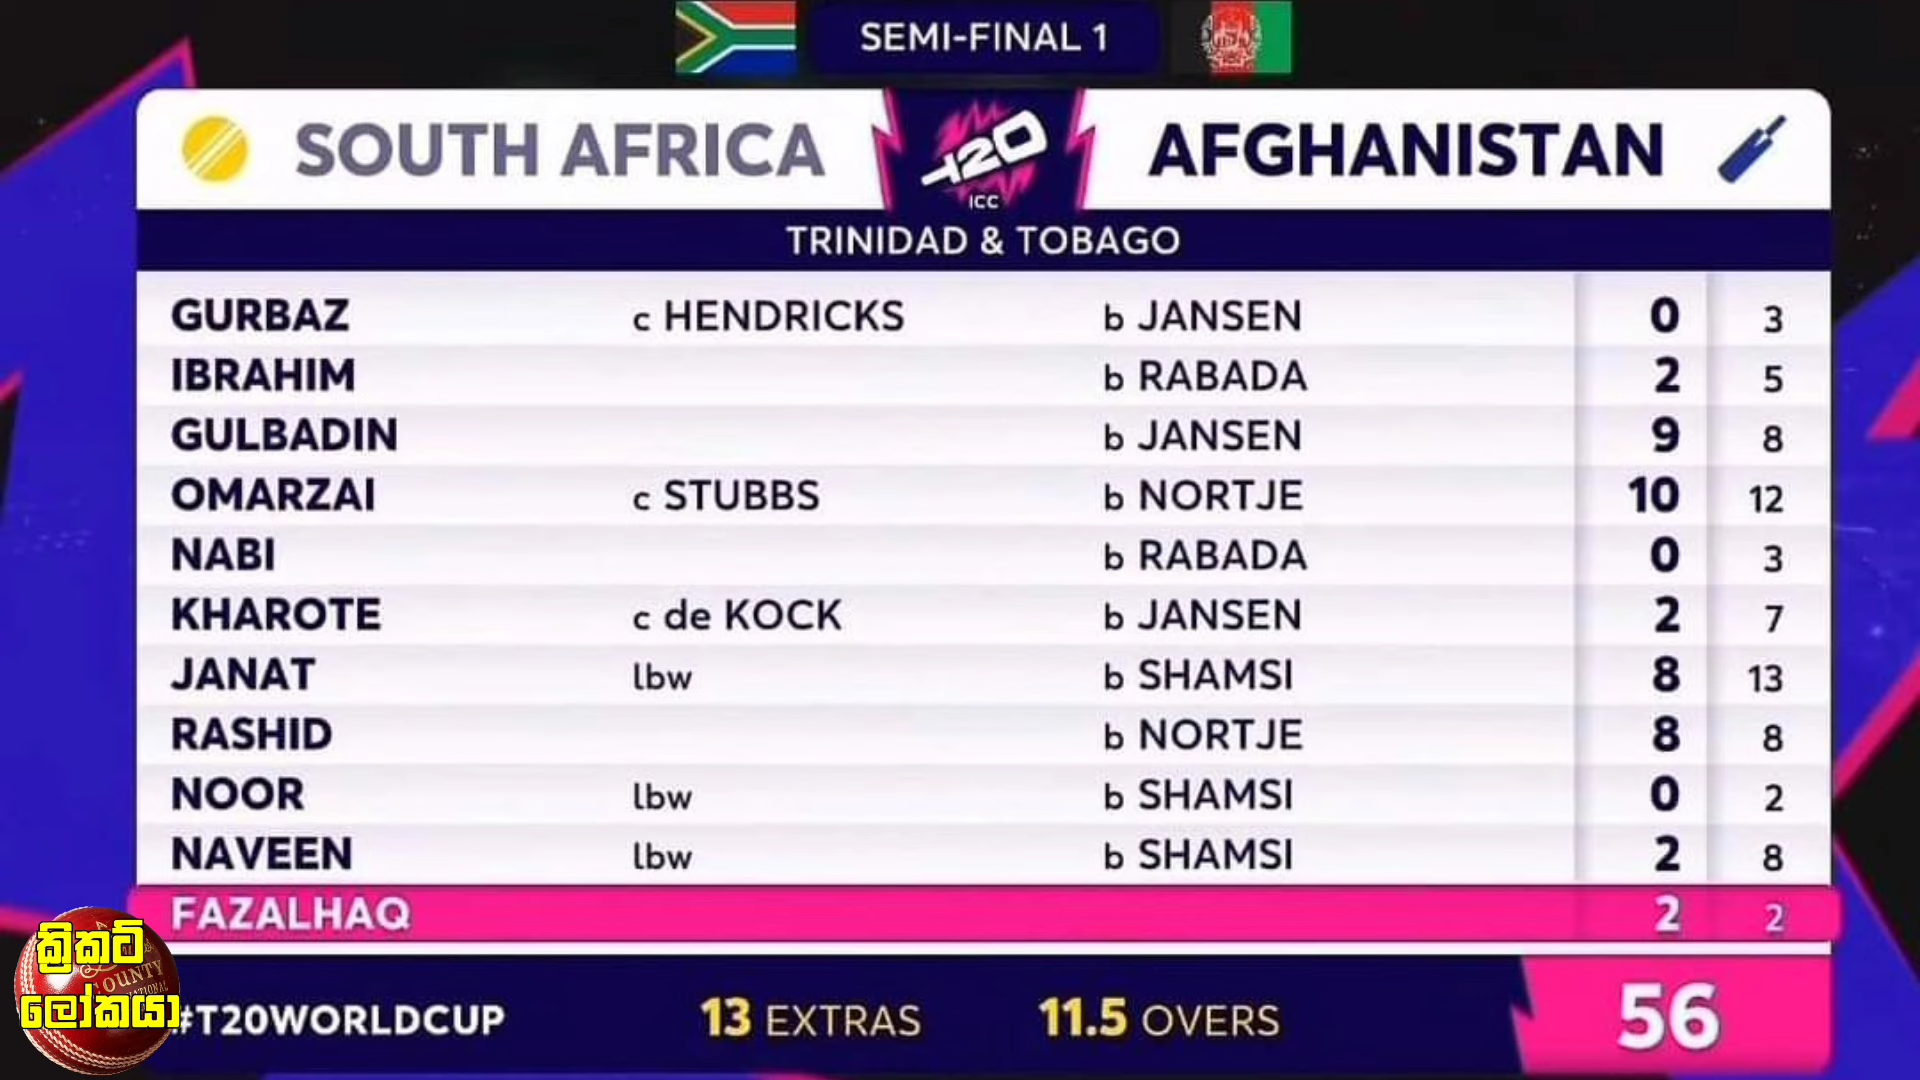 SEMI-FINAL 1
SOUTH AFRICA T20 ICC AFGHANISTAN
TRINIDAD & TOBAGO
GURBAZ c HENDRICKS b JANSEN 0 3
IBRAHIM b RABADA 2 5
GULBADIN b JANSEN 9 8
OMARZAI c STUBBS b NORTJE 10 12
NABI b RABADA 0 3
KHAROTE c de KOCK b JANSEN 2 7
JANAT lbw b SHAMSI 8 13
RASHID b NORTJE 8 8
NOOR lbw b SHAMSI 0 2
NAVEEN lbw b SHAMSI 2 8
FAZALHAQ 2 2
ක්‍රිකට්
COUNTY
ලෝකයා
#T20WORLDCUP 13 EXTRAS 11.5 OVERS 56